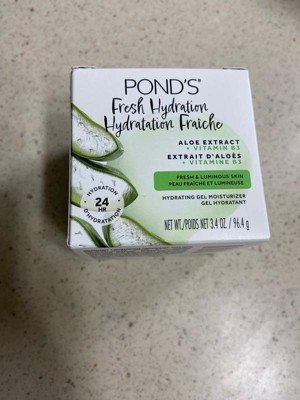 POND'S®
Fresh Hydration
Hydratation Fraîche
ALOE EXTRACT
+ VITAMIN B3
EXTRAIT D'ALOÈS
+ VITAMINE B3
FRESH & LUMINOUS SKIN
PEAU FRAÎCHE ET LUMINEUSE
HYDRATING GEL MOISTURIZER
GEL HYDRATANT
HYDRATION
24
HR
D'HYDRATATION
NET WT./POIDS NET 3.4 OZ. / 96.4 g